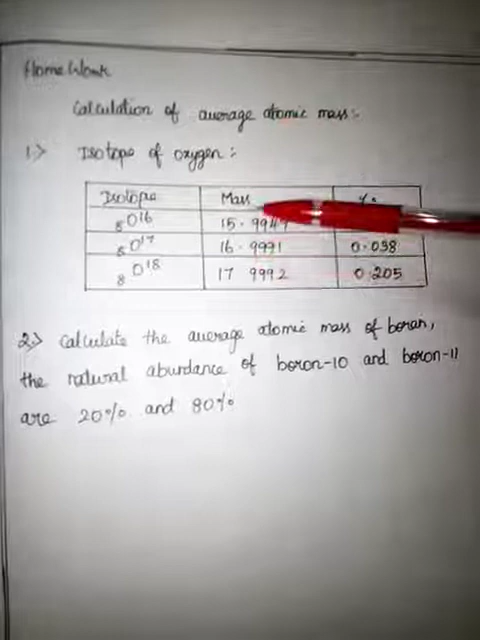 Home Work
Calculation of average atomic mass:-
1:> Isotope of oxygen:
Isotope Mass %
8O16 15.9949
8O17 16.9991 0.038
8O18 17 9992 0.205
2:> Calculate the average atomic mass of boran,
the natural abundance of boron-10 and boron-11
are 20% and 80%